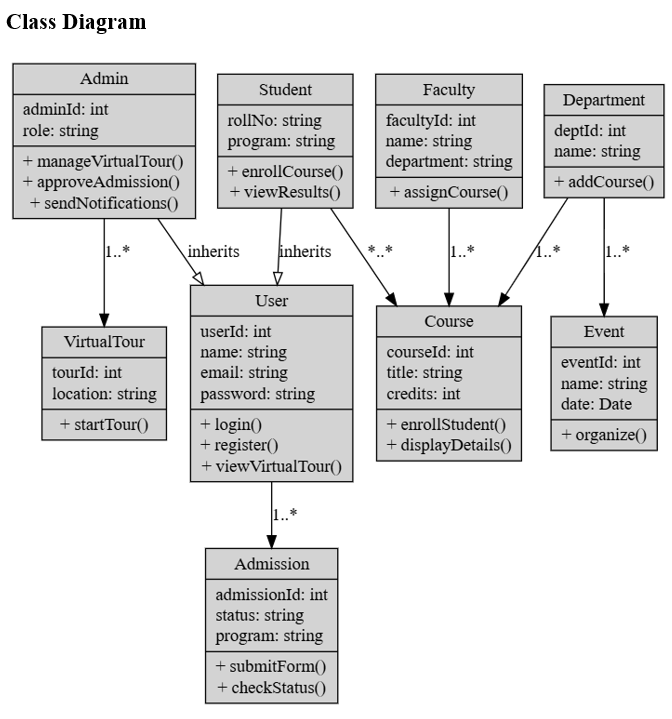 Class Diagram
Admin
adminId: int
role: string
+ manageVirtualTour()
+ approveAdmission()
+ sendNotifications()
Student
rollNo: string
program: string
+ enrollCourse()
+ viewResults()
Faculty
facultyId: int
name: string
department: string
+ assignCourse()
Department
deptId: int
name: string
+ addCourse()
1..*
inherits
inherits
*..*
1..*
1..*
1..*
VirtualTour
tourId: int
location: string
+ startTour()
User
userId: int
name: string
email: string
password: string
+ login()
+ register()
+ viewVirtualTour()
Course
courseId: int
title: string
credits: int
+ enrollStudent()
+ displayDetails()
Event
eventId: int
name: string
date: Date
+ organize()
1..*
Admission
admissionId: int
status: string
program: string
+ submitForm()
+ checkStatus()